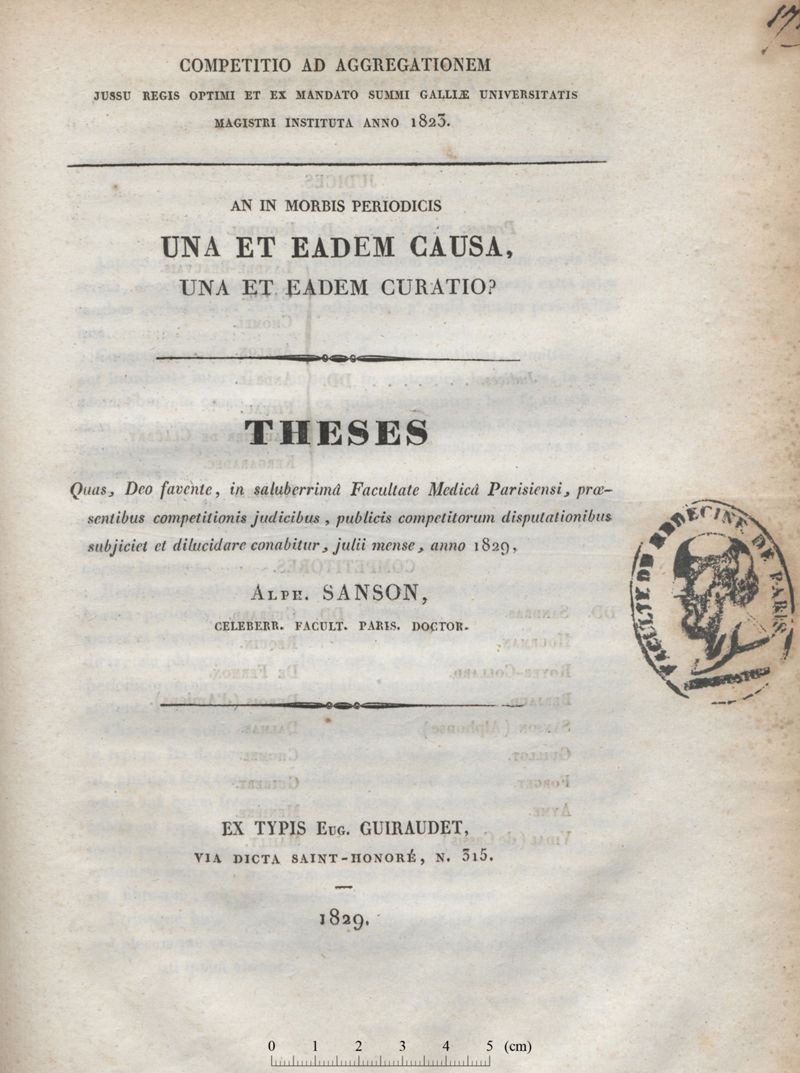 COMPETITIO AD AGGREGATIONEM
JUSSU REGIS OPTIMI ET EX MANDATO SUMMI GALLIÆ UNIVERSITATIS
MAGISTRI INSTITUTA ANNO 1823.
AN IN MORBIS PERIODICIS
UNA ET EADEM CAUSA,
UNA ET EADEM CURATIO?
THESES
Quas, Deo favente, in saluberrimâ Facultate Medicâ Parisiensi, præ-
sentibus competitionis judicibus, publicis competitorum disputationibus
subjiciet et dilucidare conabitur, julii mense, anno 1829,
ALPH. SANSON,
CELEBERR. FACULT. PARIS. DOCTOR.
FACULTE DE MEDECINE DE PARIS
EX TYPIS EUG. GUIRAUDET,
VIA DICTA SAINT-HONORÉ, N. 315.
1829.
0 1 2 3 4 5 (cm)